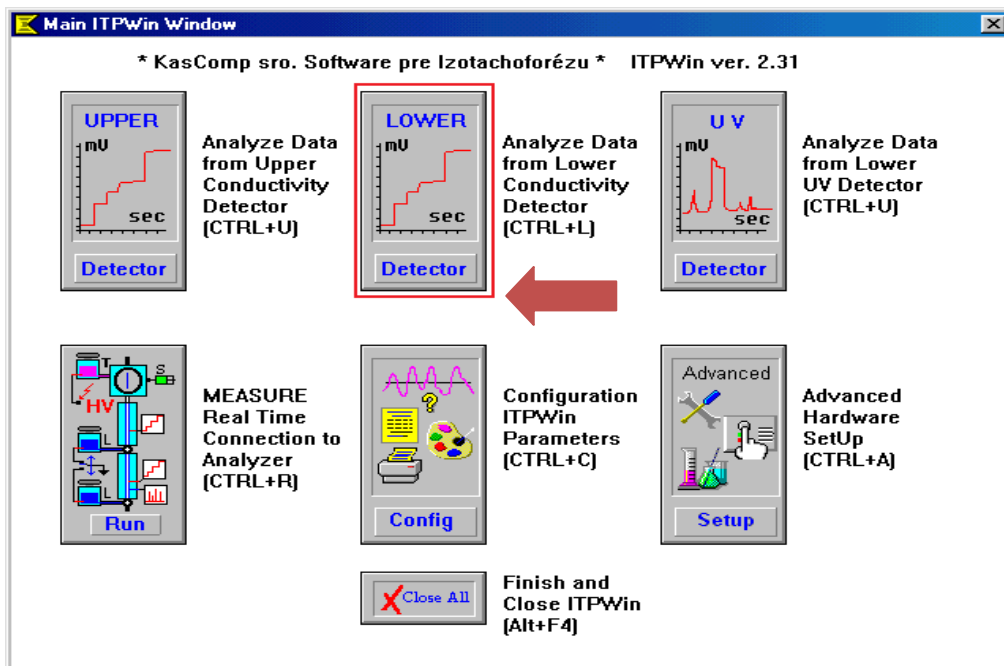 Main ITPWin Window
* KasComp sro. Software pre Izotachoforézu *   ITPWin ver. 2.31
UPPER
mV
sec
Detector
Analyze Data
from Upper
Conductivity
Detector
(CTRL+U)
LOWER
mV
sec
Detector
Analyze Data
from Lower
Conductivity
Detector
(CTRL+L)
U V
mV
sec
Detector
Analyze Data
from Lower
UV Detector
(CTRL+U)
T
S
HV
L
L
Run
MEASURE
Real Time
Connection to
Analyzer
(CTRL+R)
?
Config
Configuration
ITPWin
Parameters
(CTRL+C)
Advanced
Setup
Advanced
Hardware
SetUp
(CTRL+A)
Close All
Finish and
Close ITPWin
(Alt+F4)